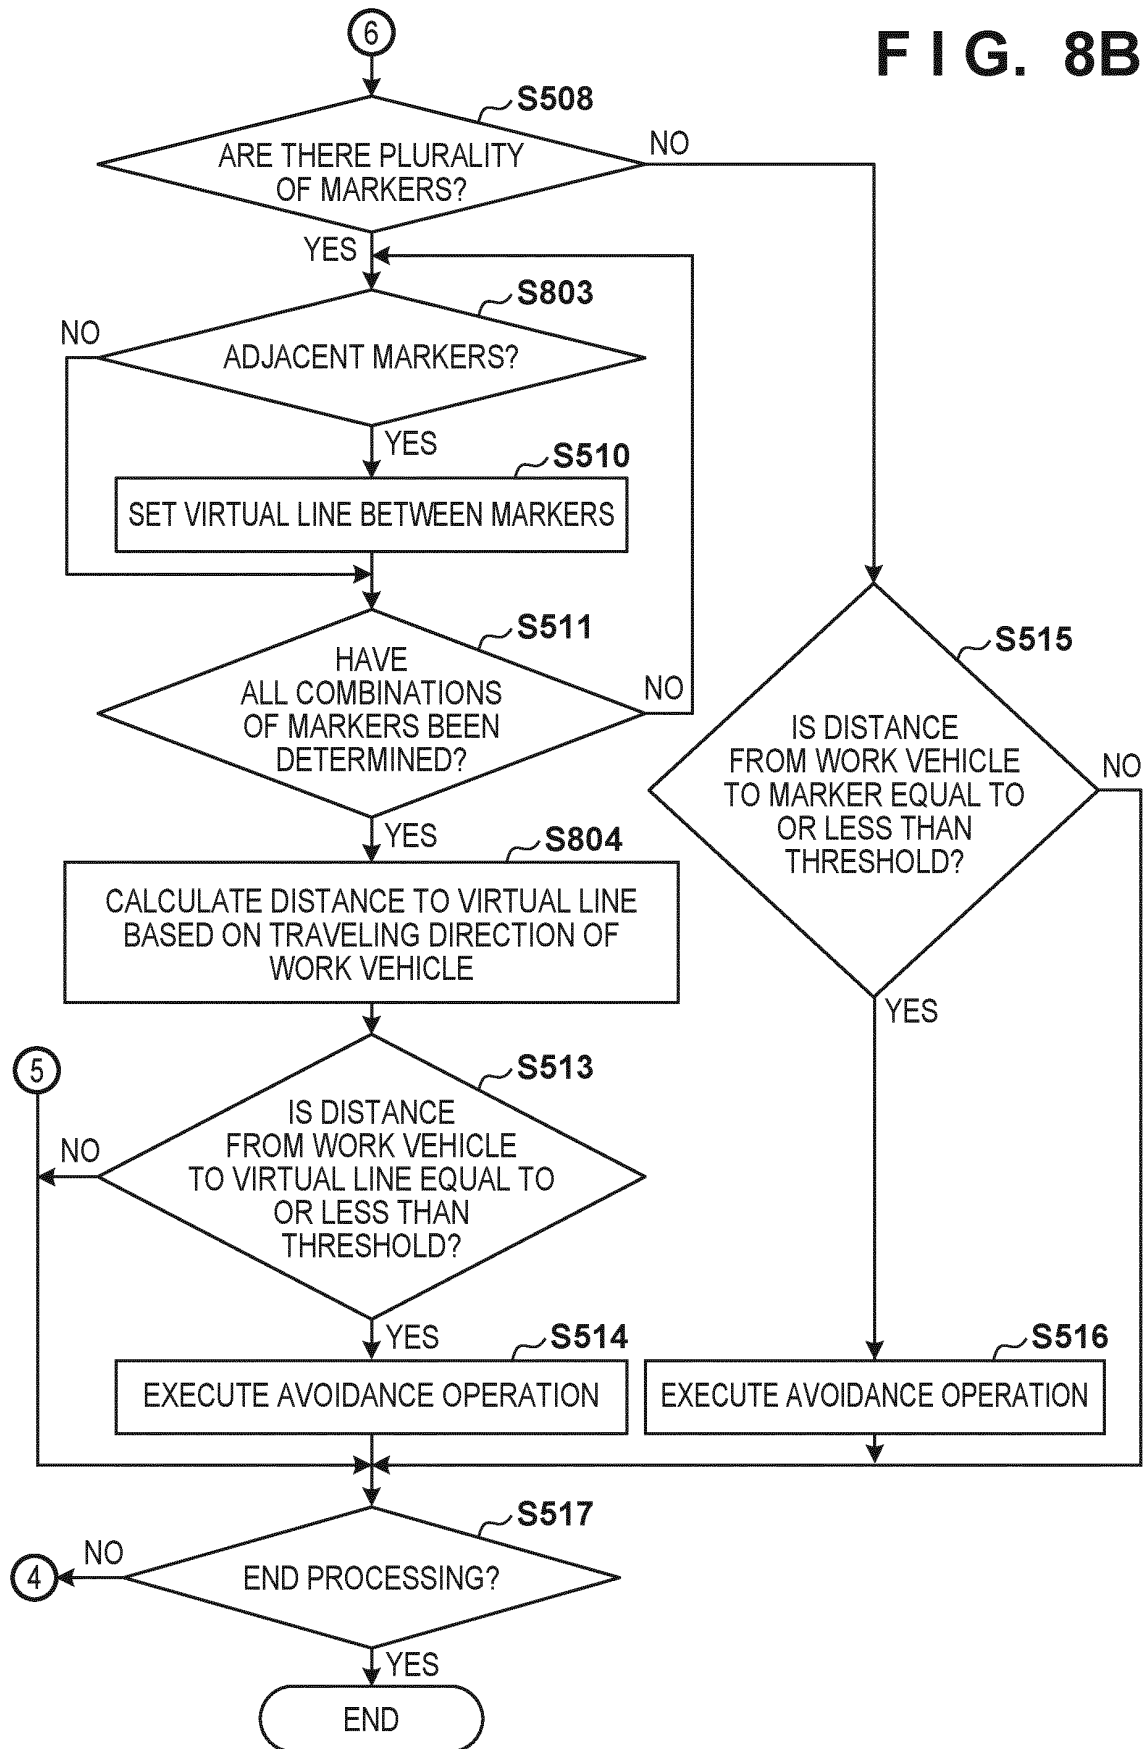 6
F I G. 8B
S508
ARE THERE PLURALITY
OF MARKERS?
NO
YES
S803
NO
ADJACENT MARKERS?
YES
S510
SET VIRTUAL LINE BETWEEN MARKERS
S511
HAVE
ALL COMBINATIONS
OF MARKERS BEEN
DETERMINED?
NO
YES
S515
IS DISTANCE
FROM WORK VEHICLE
TO MARKER EQUAL TO
OR LESS THAN
THRESHOLD?
NO
YES
S804
CALCULATE DISTANCE TO VIRTUAL LINE
BASED ON TRAVELING DIRECTION OF
WORK VEHICLE
5
S513
NO
IS DISTANCE
FROM WORK VEHICLE
TO VIRTUAL LINE EQUAL TO
OR LESS THAN
THRESHOLD?
YES
S514
EXECUTE AVOIDANCE OPERATION
S516
EXECUTE AVOIDANCE OPERATION
S517
4
NO
END PROCESSING?
YES
END